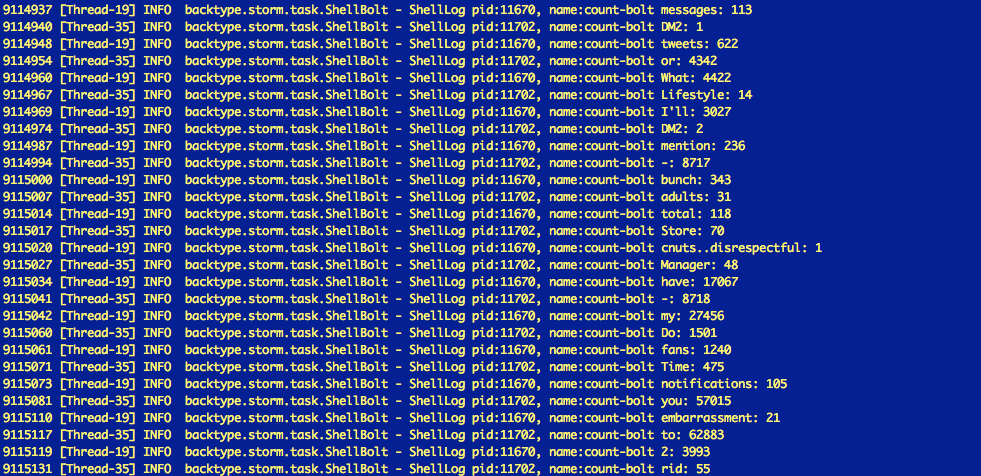 9114937 [Thread-19] INFO  backtype.storm.task.ShellBolt - ShellLog pid:11670, name:count-bolt messages: 113
9114940 [Thread-35] INFO  backtype.storm.task.ShellBolt - ShellLog pid:11702, name:count-bolt DM2: 1
9114948 [Thread-19] INFO  backtype.storm.task.ShellBolt - ShellLog pid:11670, name:count-bolt tweets: 622
9114954 [Thread-35] INFO  backtype.storm.task.ShellBolt - ShellLog pid:11702, name:count-bolt or: 4342
9114960 [Thread-19] INFO  backtype.storm.task.ShellBolt - ShellLog pid:11670, name:count-bolt What: 4422
9114967 [Thread-35] INFO  backtype.storm.task.ShellBolt - ShellLog pid:11702, name:count-bolt Lifestyle: 14
9114969 [Thread-19] INFO  backtype.storm.task.ShellBolt - ShellLog pid:11670, name:count-bolt I'll: 3027
9114974 [Thread-35] INFO  backtype.storm.task.ShellBolt - ShellLog pid:11702, name:count-bolt DM2: 2
9114987 [Thread-19] INFO  backtype.storm.task.ShellBolt - ShellLog pid:11670, name:count-bolt mention: 236
9114994 [Thread-35] INFO  backtype.storm.task.ShellBolt - ShellLog pid:11702, name:count-bolt -: 8717
9115000 [Thread-19] INFO  backtype.storm.task.ShellBolt - ShellLog pid:11670, name:count-bolt bunch: 343
9115007 [Thread-35] INFO  backtype.storm.task.ShellBolt - ShellLog pid:11702, name:count-bolt adults: 31
9115014 [Thread-19] INFO  backtype.storm.task.ShellBolt - ShellLog pid:11670, name:count-bolt total: 118
9115017 [Thread-35] INFO  backtype.storm.task.ShellBolt - ShellLog pid:11702, name:count-bolt Store: 70
9115020 [Thread-19] INFO  backtype.storm.task.ShellBolt - ShellLog pid:11670, name:count-bolt cnuts..disrespectful: 1
9115027 [Thread-35] INFO  backtype.storm.task.ShellBolt - ShellLog pid:11702, name:count-bolt Manager: 48
9115034 [Thread-19] INFO  backtype.storm.task.ShellBolt - ShellLog pid:11670, name:count-bolt have: 17067
9115041 [Thread-35] INFO  backtype.storm.task.ShellBolt - ShellLog pid:11702, name:count-bolt -: 8718
9115042 [Thread-19] INFO  backtype.storm.task.ShellBolt - ShellLog pid:11670, name:count-bolt my: 27456
9115060 [Thread-35] INFO  backtype.storm.task.ShellBolt - ShellLog pid:11702, name:count-bolt Do: 1501
9115061 [Thread-19] INFO  backtype.storm.task.ShellBolt - ShellLog pid:11670, name:count-bolt fans: 1240
9115071 [Thread-35] INFO  backtype.storm.task.ShellBolt - ShellLog pid:11702, name:count-bolt Time: 475
9115073 [Thread-19] INFO  backtype.storm.task.ShellBolt - ShellLog pid:11670, name:count-bolt notifications: 105
9115081 [Thread-35] INFO  backtype.storm.task.ShellBolt - ShellLog pid:11702, name:count-bolt you: 57015
9115110 [Thread-19] INFO  backtype.storm.task.ShellBolt - ShellLog pid:11670, name:count-bolt embarrassment: 21
9115117 [Thread-35] INFO  backtype.storm.task.ShellBolt - ShellLog pid:11702, name:count-bolt to: 62883
9115119 [Thread-19] INFO  backtype.storm.task.ShellBolt - ShellLog pid:11670, name:count-bolt 2: 3993
9115131 [Thread-35] INFO  backtype.storm.task.ShellBolt - ShellLog pid:11702, name:count-bolt rid: 55